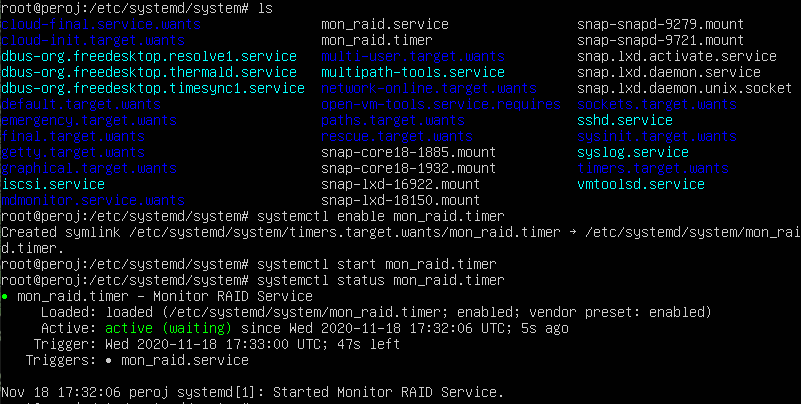 root@peroj:/etc/systemd/system# ls
cloud-final.service.wants mon_raid.service snap-snapd-9279.mount
cloud-init.target.wants mon_raid.timer snap-snapd-9721.mount
dbus-org.freedesktop.resolve1.service multi-user.target.wants snap.lxd.activate.service
dbus-org.freedesktop.thermald.service multipath-tools.service snap.lxd.daemon.service
dbus-org.freedesktop.timesync1.service network-online.target.wants snap.lxd.daemon.unix.socket
default.target.wants open-vm-tools.service.requires sockets.target.wants
emergency.target.wants paths.target.wants sshd.service
final.target.wants rescue.target.wants sysinit.target.wants
getty.target.wants snap-core18-1885.mount syslog.service
graphical.target.wants snap-core18-1932.mount timers.target.wants
iscsi.service snap-lxd-16922.mount vmtoolsd.service
mdmonitor.service.wants snap-lxd-18150.mount
root@peroj:/etc/systemd/system# systemctl enable mon_raid.timer
Created symlink /etc/systemd/system/timers.target.wants/mon_raid.timer → /etc/systemd/system/mon_rai
d.timer.
root@peroj:/etc/systemd/system# systemctl start mon_raid.timer
root@peroj:/etc/systemd/system# systemctl status mon_raid.timer
● mon_raid.timer - Monitor RAID Service
Loaded: loaded (/etc/systemd/system/mon_raid.timer; enabled; vendor preset: enabled)
Active: active (waiting) since Wed 2020-11-18 17:32:06 UTC; 5s ago
Trigger: Wed 2020-11-18 17:33:00 UTC; 47s left
Triggers: ● mon_raid.service
Nov 18 17:32:06 peroj systemd[1]: Started Monitor RAID Service.